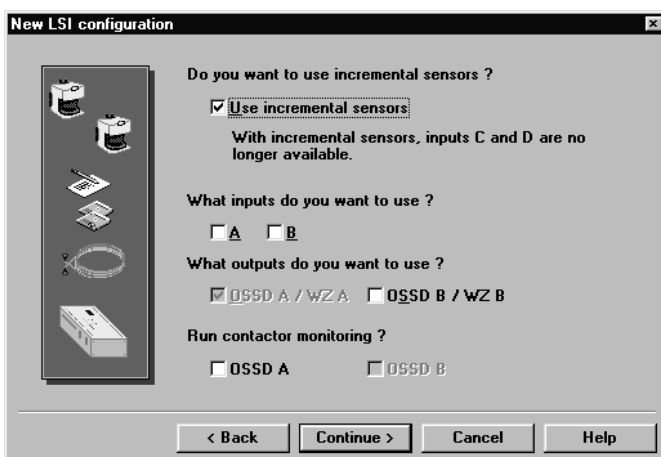 New LSI configuration
Do you want to use incremental sensors ?
Use incremental sensors
With incremental sensors, inputs C and D are no
longer available.
What inputs do you want to use ?
A B
What outputs do you want to use ?
OSSD A / WZ A OSSD B / WZ B
Run contactor monitoring ?
OSSD A OSSD B
< Back Continue > Cancel Help